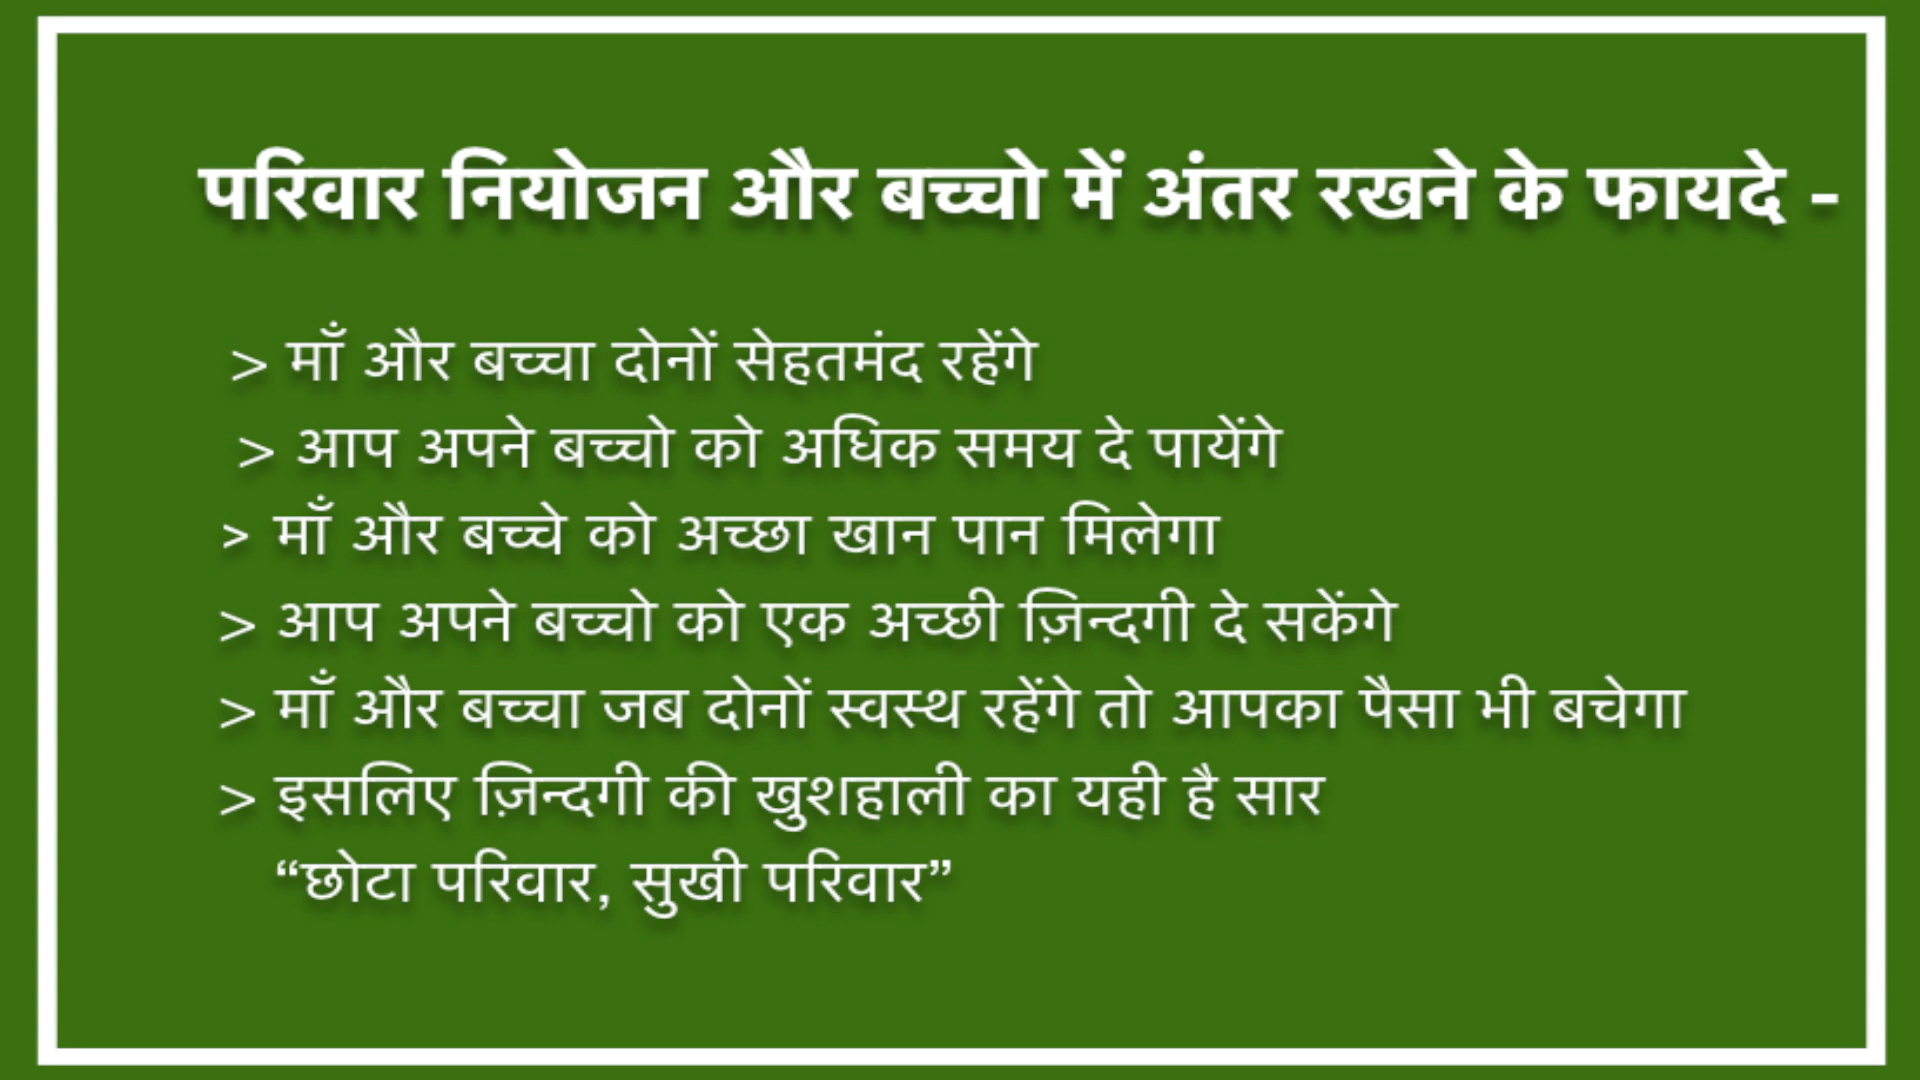 परिवार नियोजन और बच्चो में अंतर रखने के फायदे -
> माँ और बच्चा दोनों सेहतमंद रहेंगे
> आप अपने बच्चो को अधिक समय दे पायेंगे
> माँ और बच्चे को अच्छा खान पान मिलेगा
> आप अपने बच्चो को एक अच्छी ज़िन्दगी दे सकेंगे
> माँ और बच्चा जब दोनों स्वस्थ रहेंगे तो आपका पैसा भी बचेगा
> इसलिए ज़िन्दगी की खुशहाली का यही है सार
“छोटा परिवार, सुखी परिवार”